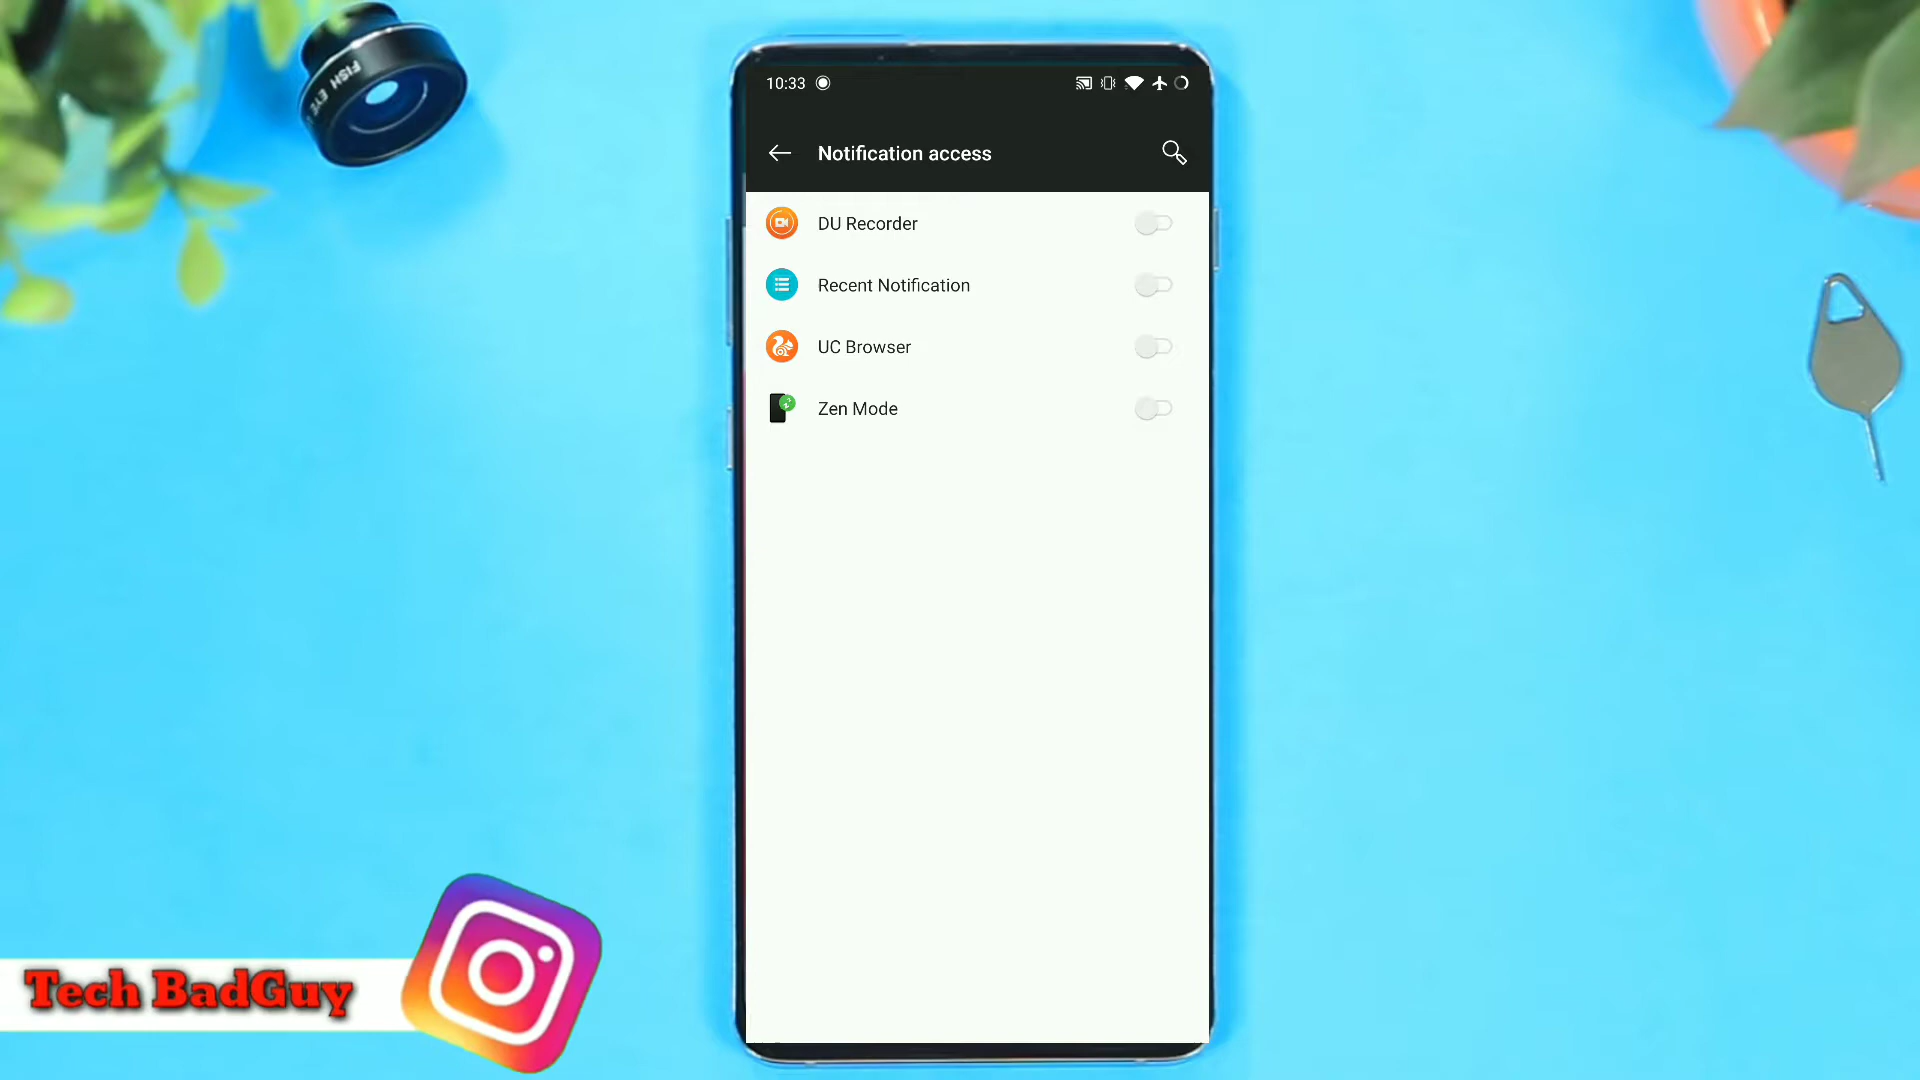 FISH EYE
10:33
Notification access
DU Recorder
Recent Notification
UC Browser
Zen Mode
Tech BadGuy